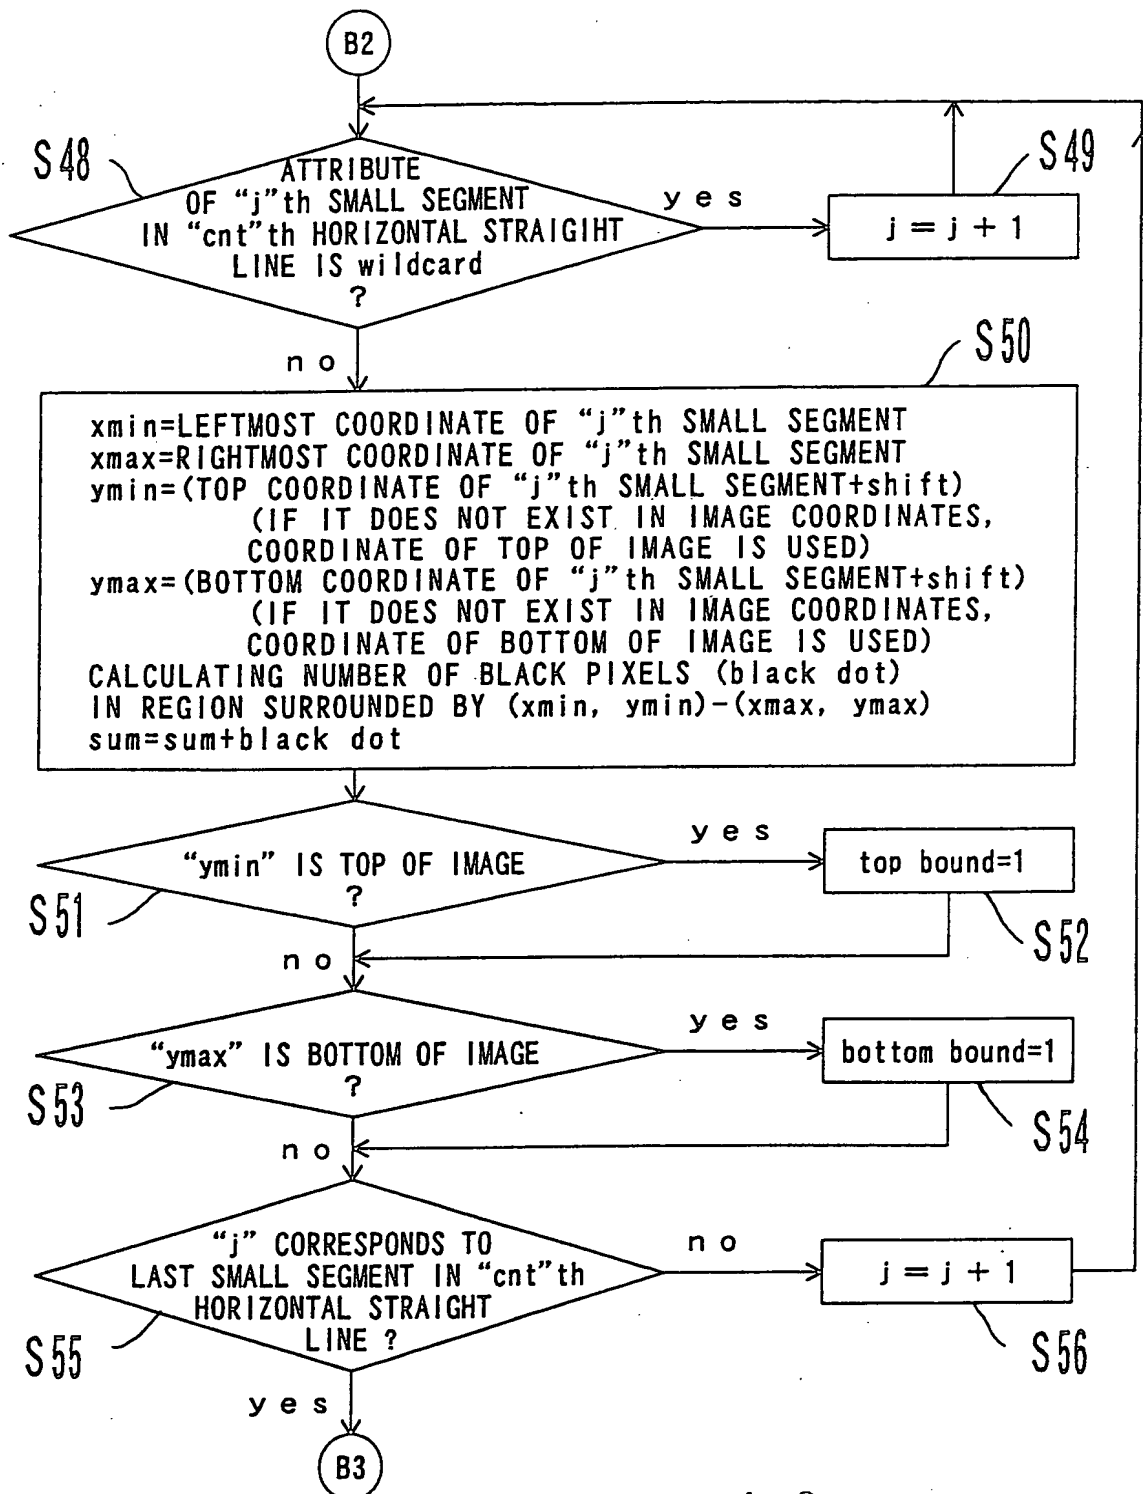 B2
S48
ATTRIBUTE
OF “j”th SMALL SEGMENT
IN “cnt”th HORIZONTAL STRAIGIHT
LINE IS wildcard
?
yes
S49
j = j + 1
no
S50
xmin=LEFTMOST COORDINATE OF “j”th SMALL SEGMENT
xmax=RIGHTMOST COORDINATE OF “j”th SMALL SEGMENT
ymin=(TOP COORDINATE OF “j”th SMALL SEGMENT+shift)
(IF IT DOES NOT EXIST IN IMAGE COORDINATES,
COORDINATE OF TOP OF IMAGE IS USED)
ymax=(BOTTOM COORDINATE OF “j”th SMALL SEGMENT+shift)
(IF IT DOES NOT EXIST IN IMAGE COORDINATES,
COORDINATE OF BOTTOM OF IMAGE IS USED)
CALCULATING NUMBER OF BLACK PIXELS (black dot)
IN REGION SURROUNDED BY (xmin, ymin)-(xmax, ymax)
sum=sum+black dot
“ymin” IS TOP OF IMAGE
?
S51
yes
top bound=1
S52
no
“ymax” IS BOTTOM OF IMAGE
?
S53
yes
bottom bound=1
S54
no
“j” CORRESPONDS TO
LAST SMALL SEGMENT IN “cnt”th
HORIZONTAL STRAIGHT
LINE ?
S55
no
j = j + 1
S56
yes
B3